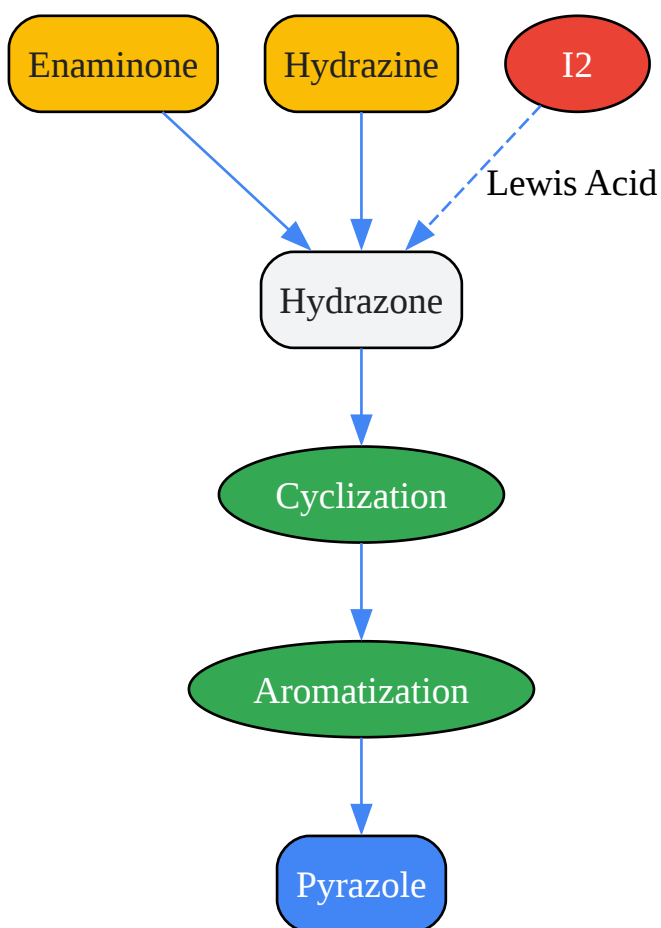 Enaminone
Hydrazine
I2
Lewis Acid
Hydrazone
Cyclization
Aromatization
Pyrazole